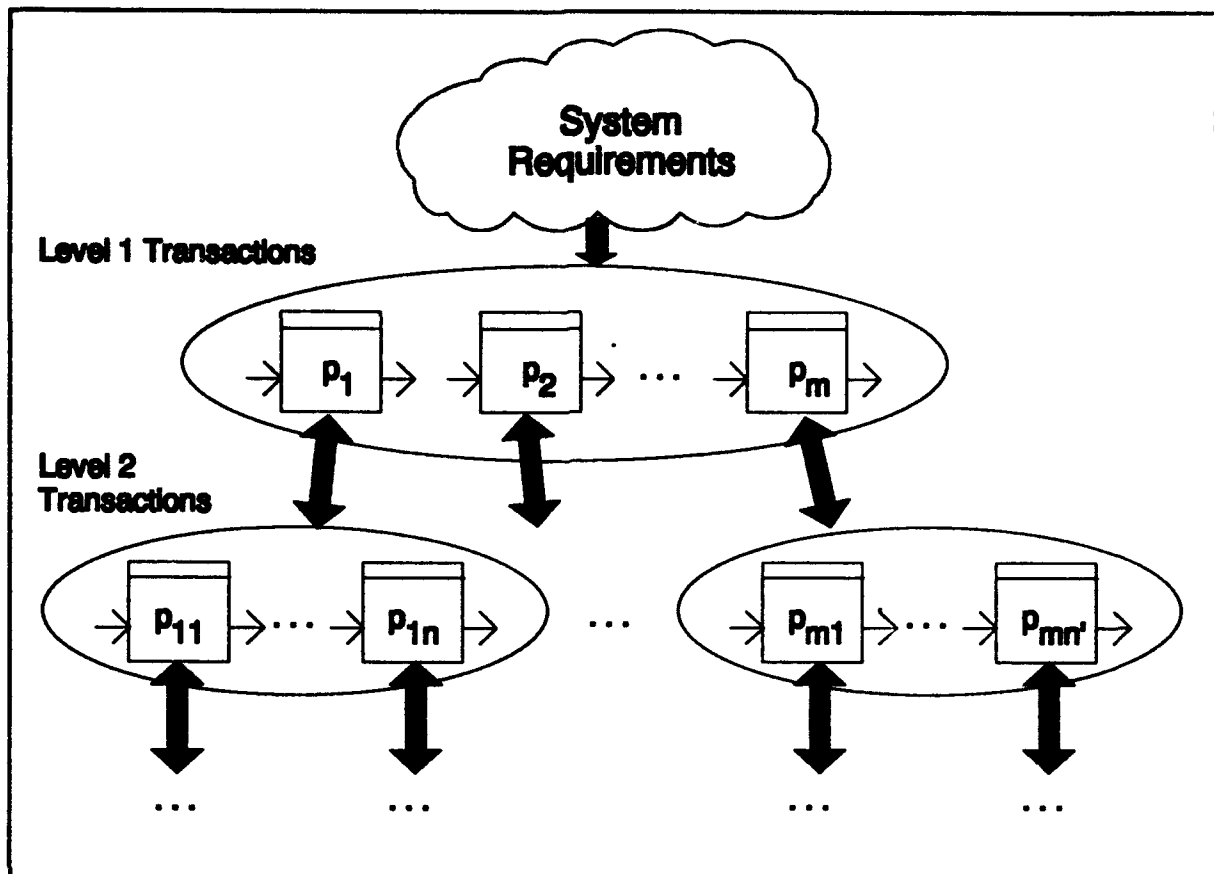 System
Requirements
Level 1 Transactions
p1 p2 ... pm
Level 2
Transactions
p11 ... p1n ... pm1 ... pmn'
... ... ... ...